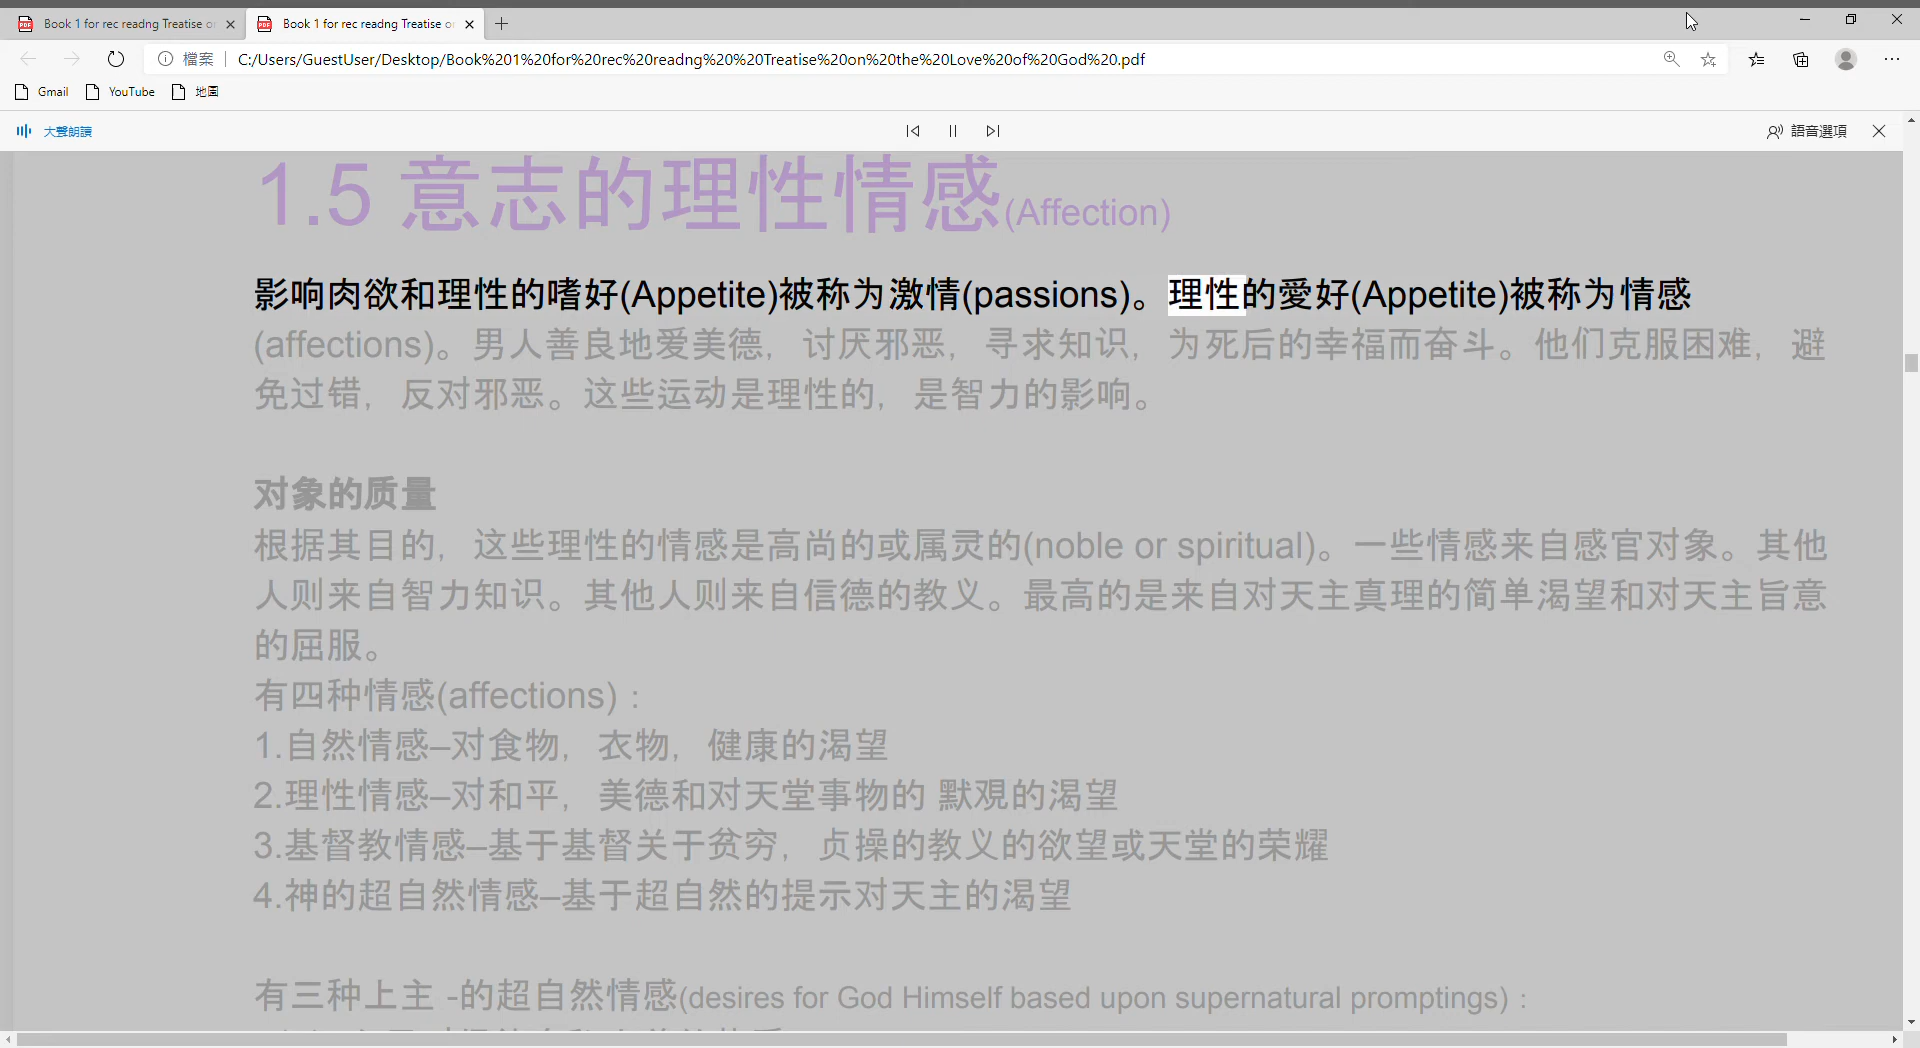 Book 1 for rec readng Treatise or
Book 1 for rec readng Treatise or
檔案 C:/Users/GuestUser/Desktop/Book%201%20for%20rec%20readng%20%20Treatise%20on%20the%20Love%20of%20God%20.pdf
Gmail YouTube 地圖
大聲朗讀 語音選項
1.5 意志的理性情感(Affection)
影响肉欲和理性的嗜好(Appetite)被称为激情(passions)。理性的愛好(Appetite)被称为情感
(affections)。男人善良地爱美德，讨厌邪恶，寻求知识，为死后的幸福而奋斗。他们克服困难，避
免过错，反对邪恶。这些运动是理性的，是智力的影响。
对象的质量
根据其目的，这些理性的情感是高尚的或属灵的(noble or spiritual)。一些情感来自感官对象。其他
人则来自智力知识。其他人则来自信德的教义。最高的是来自对天主真理的简单渴望和对天主旨意
的屈服。
有四种情感(affections)：
1.自然情感–对食物，衣物，健康的渴望
2.理性情感–对和平，美德和对天堂事物的 默观的渴望
3.基督教情感–基于基督关于贫穷，贞操的教义的欲望或天堂的荣耀
4.神的超自然情感–基于超自然的提示对天主的渴望
有三种上主 -的超自然情感(desires for God Himself based upon supernatural promptings)：